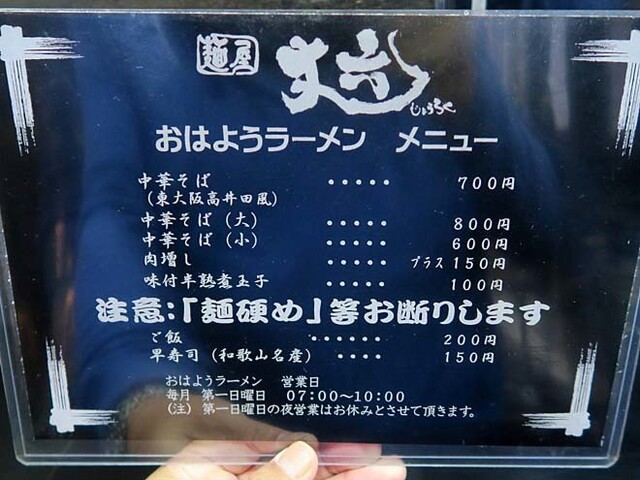 麺屋
じょうろく
おはようラーメン メニュー
中華そば ・・・・・ 700円
(東大阪高井田風)
中華そば(大) ・・・・・ 800円
中華そば(小) ・・・・・ 600円
肉増し ・・・・・ プラス150円
味付半熟煮玉子 ・・・・・ 100円
注意:「麺硬め」等お断りします
ご飯 ・・・・・・ 200円
早寿司(和歌山名産) ・・・・ 150円
おはようラーメン 営業日
毎月 第一日曜日 07:00~10:00
(注) 第一日曜日の夜営業はお休みとさせて頂きます。